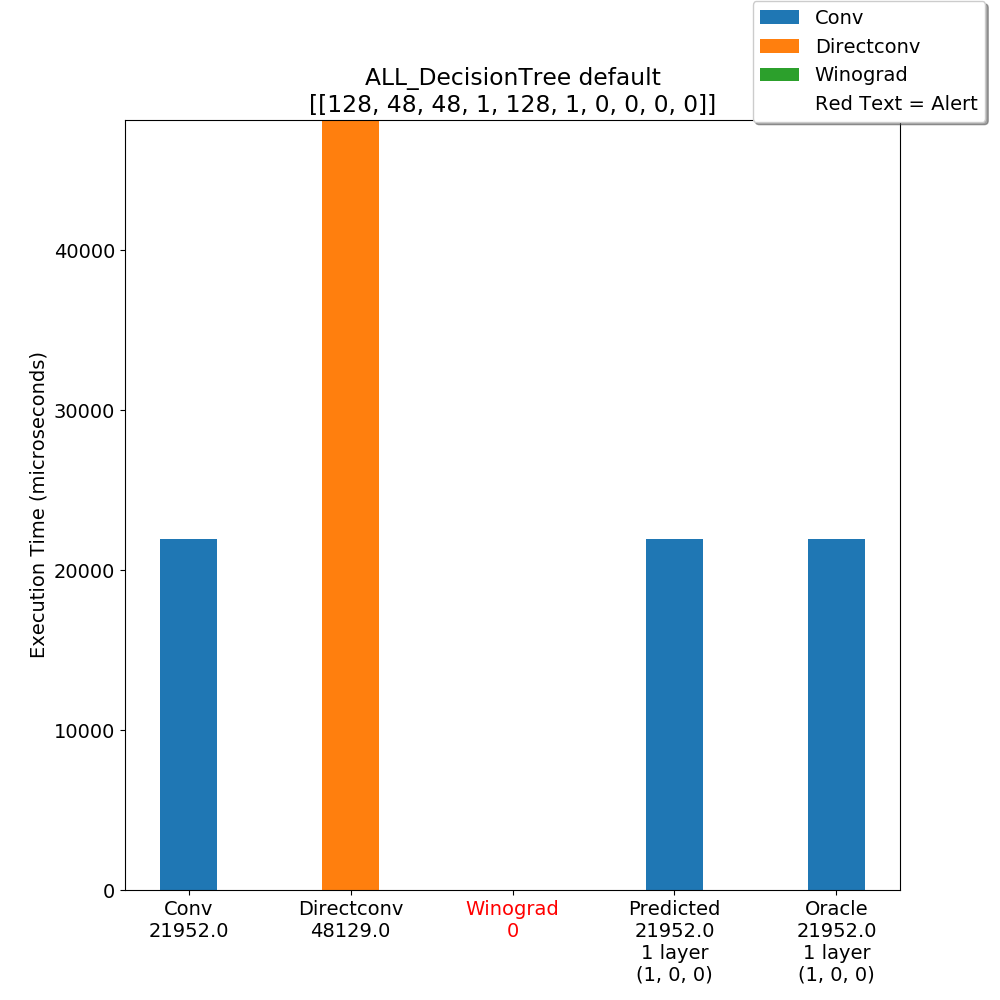 Conv
Directconv
Winograd
Red Text = Alert
ALL_DecisionTree default
[[128, 48, 48, 1, 128, 1, 0, 0, 0, 0]]
Execution Time (microseconds)
40000
30000
20000
10000
0
Conv
21952.0
Directconv
48129.0
Winograd
0
Predicted
21952.0
1 layer
(1, 0, 0)
Oracle
21952.0
1 layer
(1, 0, 0)